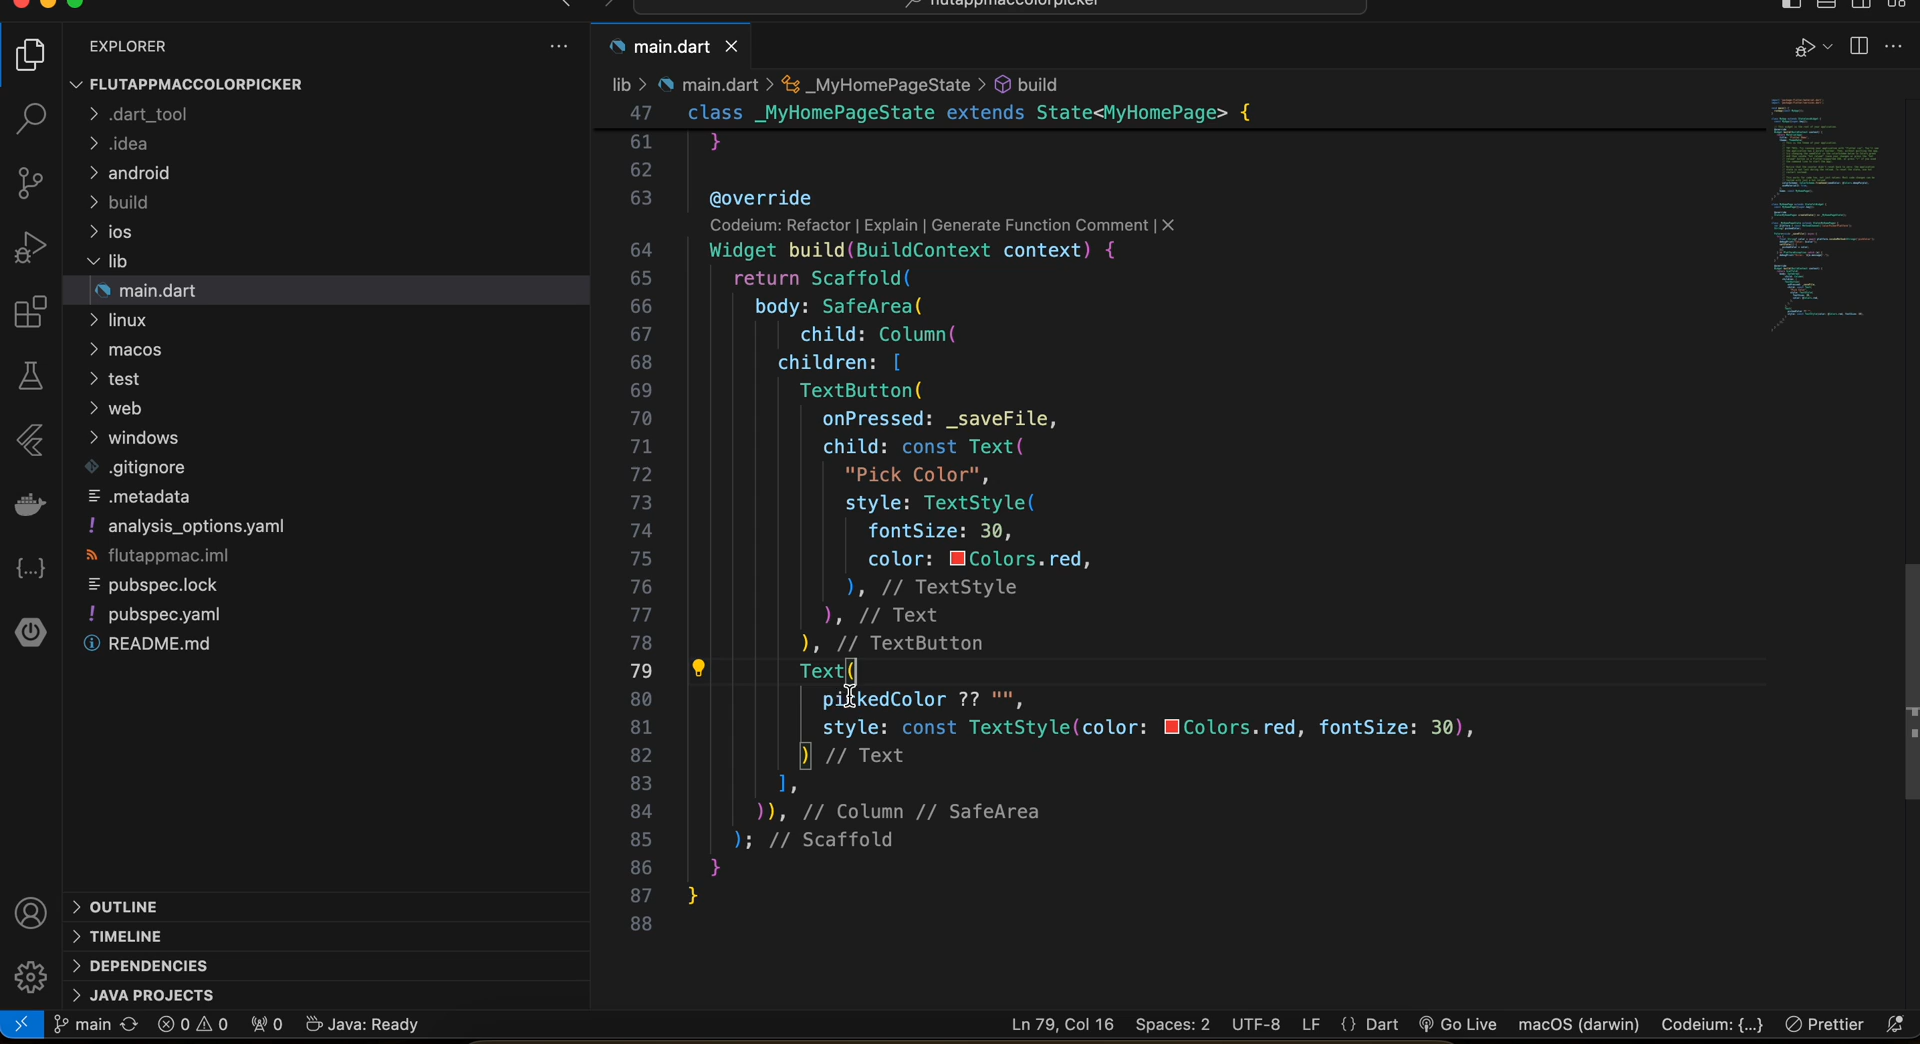 flutappmaccolorpicker
EXPLORER
FLUTAPPMACCOLORPICKER
.dart_tool
.idea
android
build
ios
lib
main.dart
linux
macos
test
web
windows
.gitignore
.metadata
analysis_options.yaml
flutappmac.iml
pubspec.lock
pubspec.yaml
README.md
OUTLINE
TIMELINE
DEPENDENCIES
JAVA PROJECTS
main.dart
lib > main.dart > _MyHomePageState > build
47 class _MyHomePageState extends State<MyHomePage> {
61 }
62
63 @override
Codeium: Refactor | Explain | Generate Function Comment | X
64 Widget build(BuildContext context) {
65 return Scaffold(
66 body: SafeArea(
67 child: Column(
68 children: [
69 TextButton(
70 onPressed: _saveFile,
71 child: const Text(
72 "Pick Color",
73 style: TextStyle(
74 fontSize: 30,
75 color: Colors.red,
76 ), // TextStyle
77 ), // Text
78 ), // TextButton
79 Text(
80 pickedColor ?? "",
81 style: const TextStyle(color: Colors.red, fontSize: 30),
82 ) // Text
83 ],
84 )), // Column // SafeArea
85 ); // Scaffold
86 }
87 }
88
main 0 0 0 Java: Ready Ln 79, Col 16 Spaces: 2 UTF-8 LF {} Dart Go Live macOS (darwin) Codeium: {...} Prettier